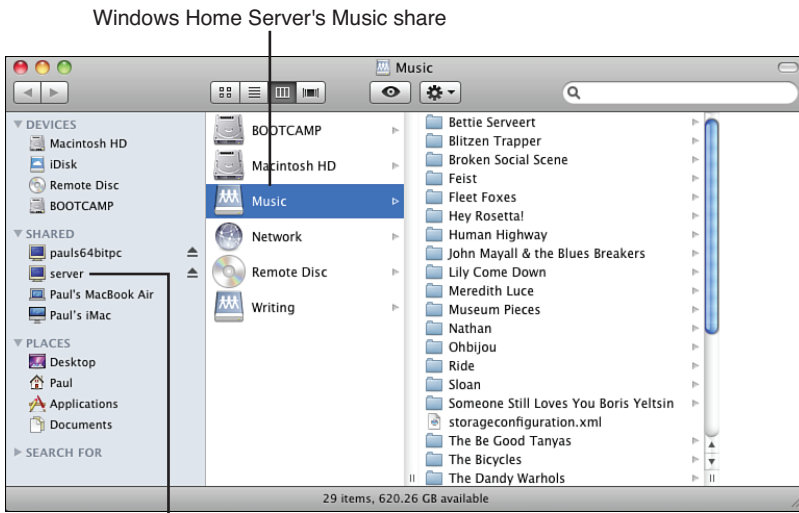 Windows Home Server's Music share
Music
DEVICES
Macintosh HD
iDisk
Remote Disc
BOOTCAMP
SHARED
pauls64bitpc
server
Paul's MacBook Air
Paul's iMac
PLACES
Desktop
Paul
Applications
Documents
SEARCH FOR
BOOTCAMP
Macintosh HD
Music
Network
Remote Disc
Writing
Bettie Serveert
Blitzen Trapper
Broken Social Scene
Feist
Fleet Foxes
Hey Rosetta!
Human Highway
John Mayall & the Blues Breakers
Lily Come Down
Meredith Luce
Museum Pieces
Nathan
Ohbijou
Ride
Sloan
Someone Still Loves You Boris Yeltsin
storageconfiguration.xml
The Be Good Tanyas
The Bicycles
The Dandy Warhols
29 items, 620.26 GB available